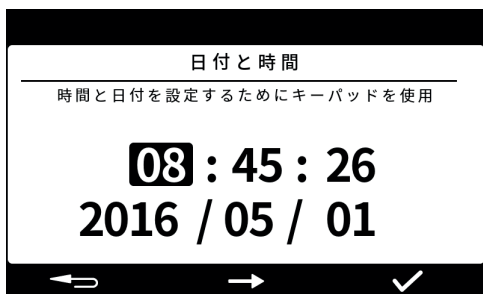 日付と時間
時間と日付を設定するためにキーパッドを使用
08 : 45 : 26
2016 / 05 / 01